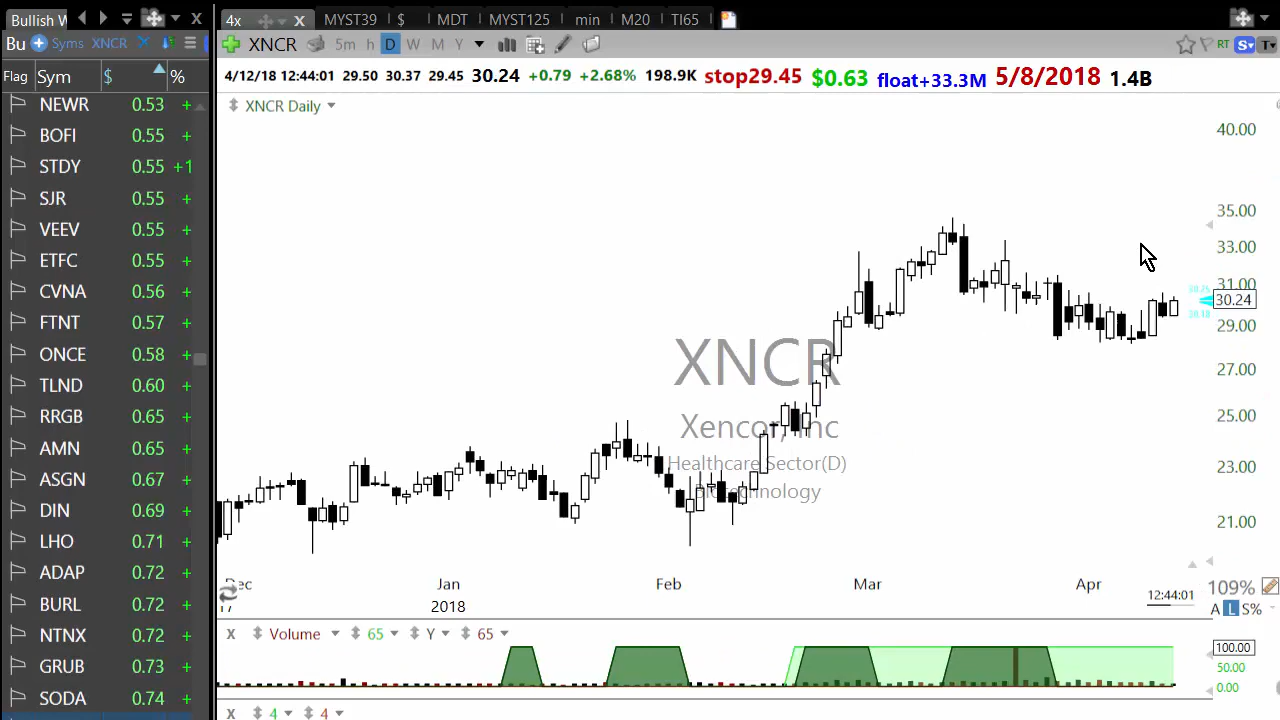 Bullish W
4x
MYST39
$
MDT
MYST125
min
M20
TI65
Bu
Syms
XNCR
XNCR
5m
h
D
W
M
Y
RT
S
T
Flag
Sym
$
%
4/12/18 12:44:01 29.50 30.37 29.45 30.24 +0.79 +2.68% 198.9K stop29.45 $0.63 float+33.3M 5/8/2018 1.4B
XNCR Daily
NEWR 0.53 +
BOFI 0.55 +
STDY 0.55 +1
SJR 0.55 +
VEEV 0.55 +
ETFC 0.55 +
CVNA 0.56 +
FTNT 0.57 +
ONCE 0.58 +
TLND 0.60 +
RRGB 0.65 +
AMN 0.65 +
ASGN 0.67 +
DIN 0.69 +
LHO 0.71 +
ADAP 0.72 +
BURL 0.72 +
NTNX 0.72 +
GRUB 0.73 +
SODA 0.74 +
40.00
35.00
33.00
31.00
30.24
29.00
27.00
25.00
23.00
21.00
XNCR
Xencor, Inc
Healthcare Sector(D)
Biotechnology
Dec Jan Feb Mar Apr
17 2018
12:44:01
109%
A L S%
X Volume 65 Y 65
100.00
50.00
0.00
X 4 4